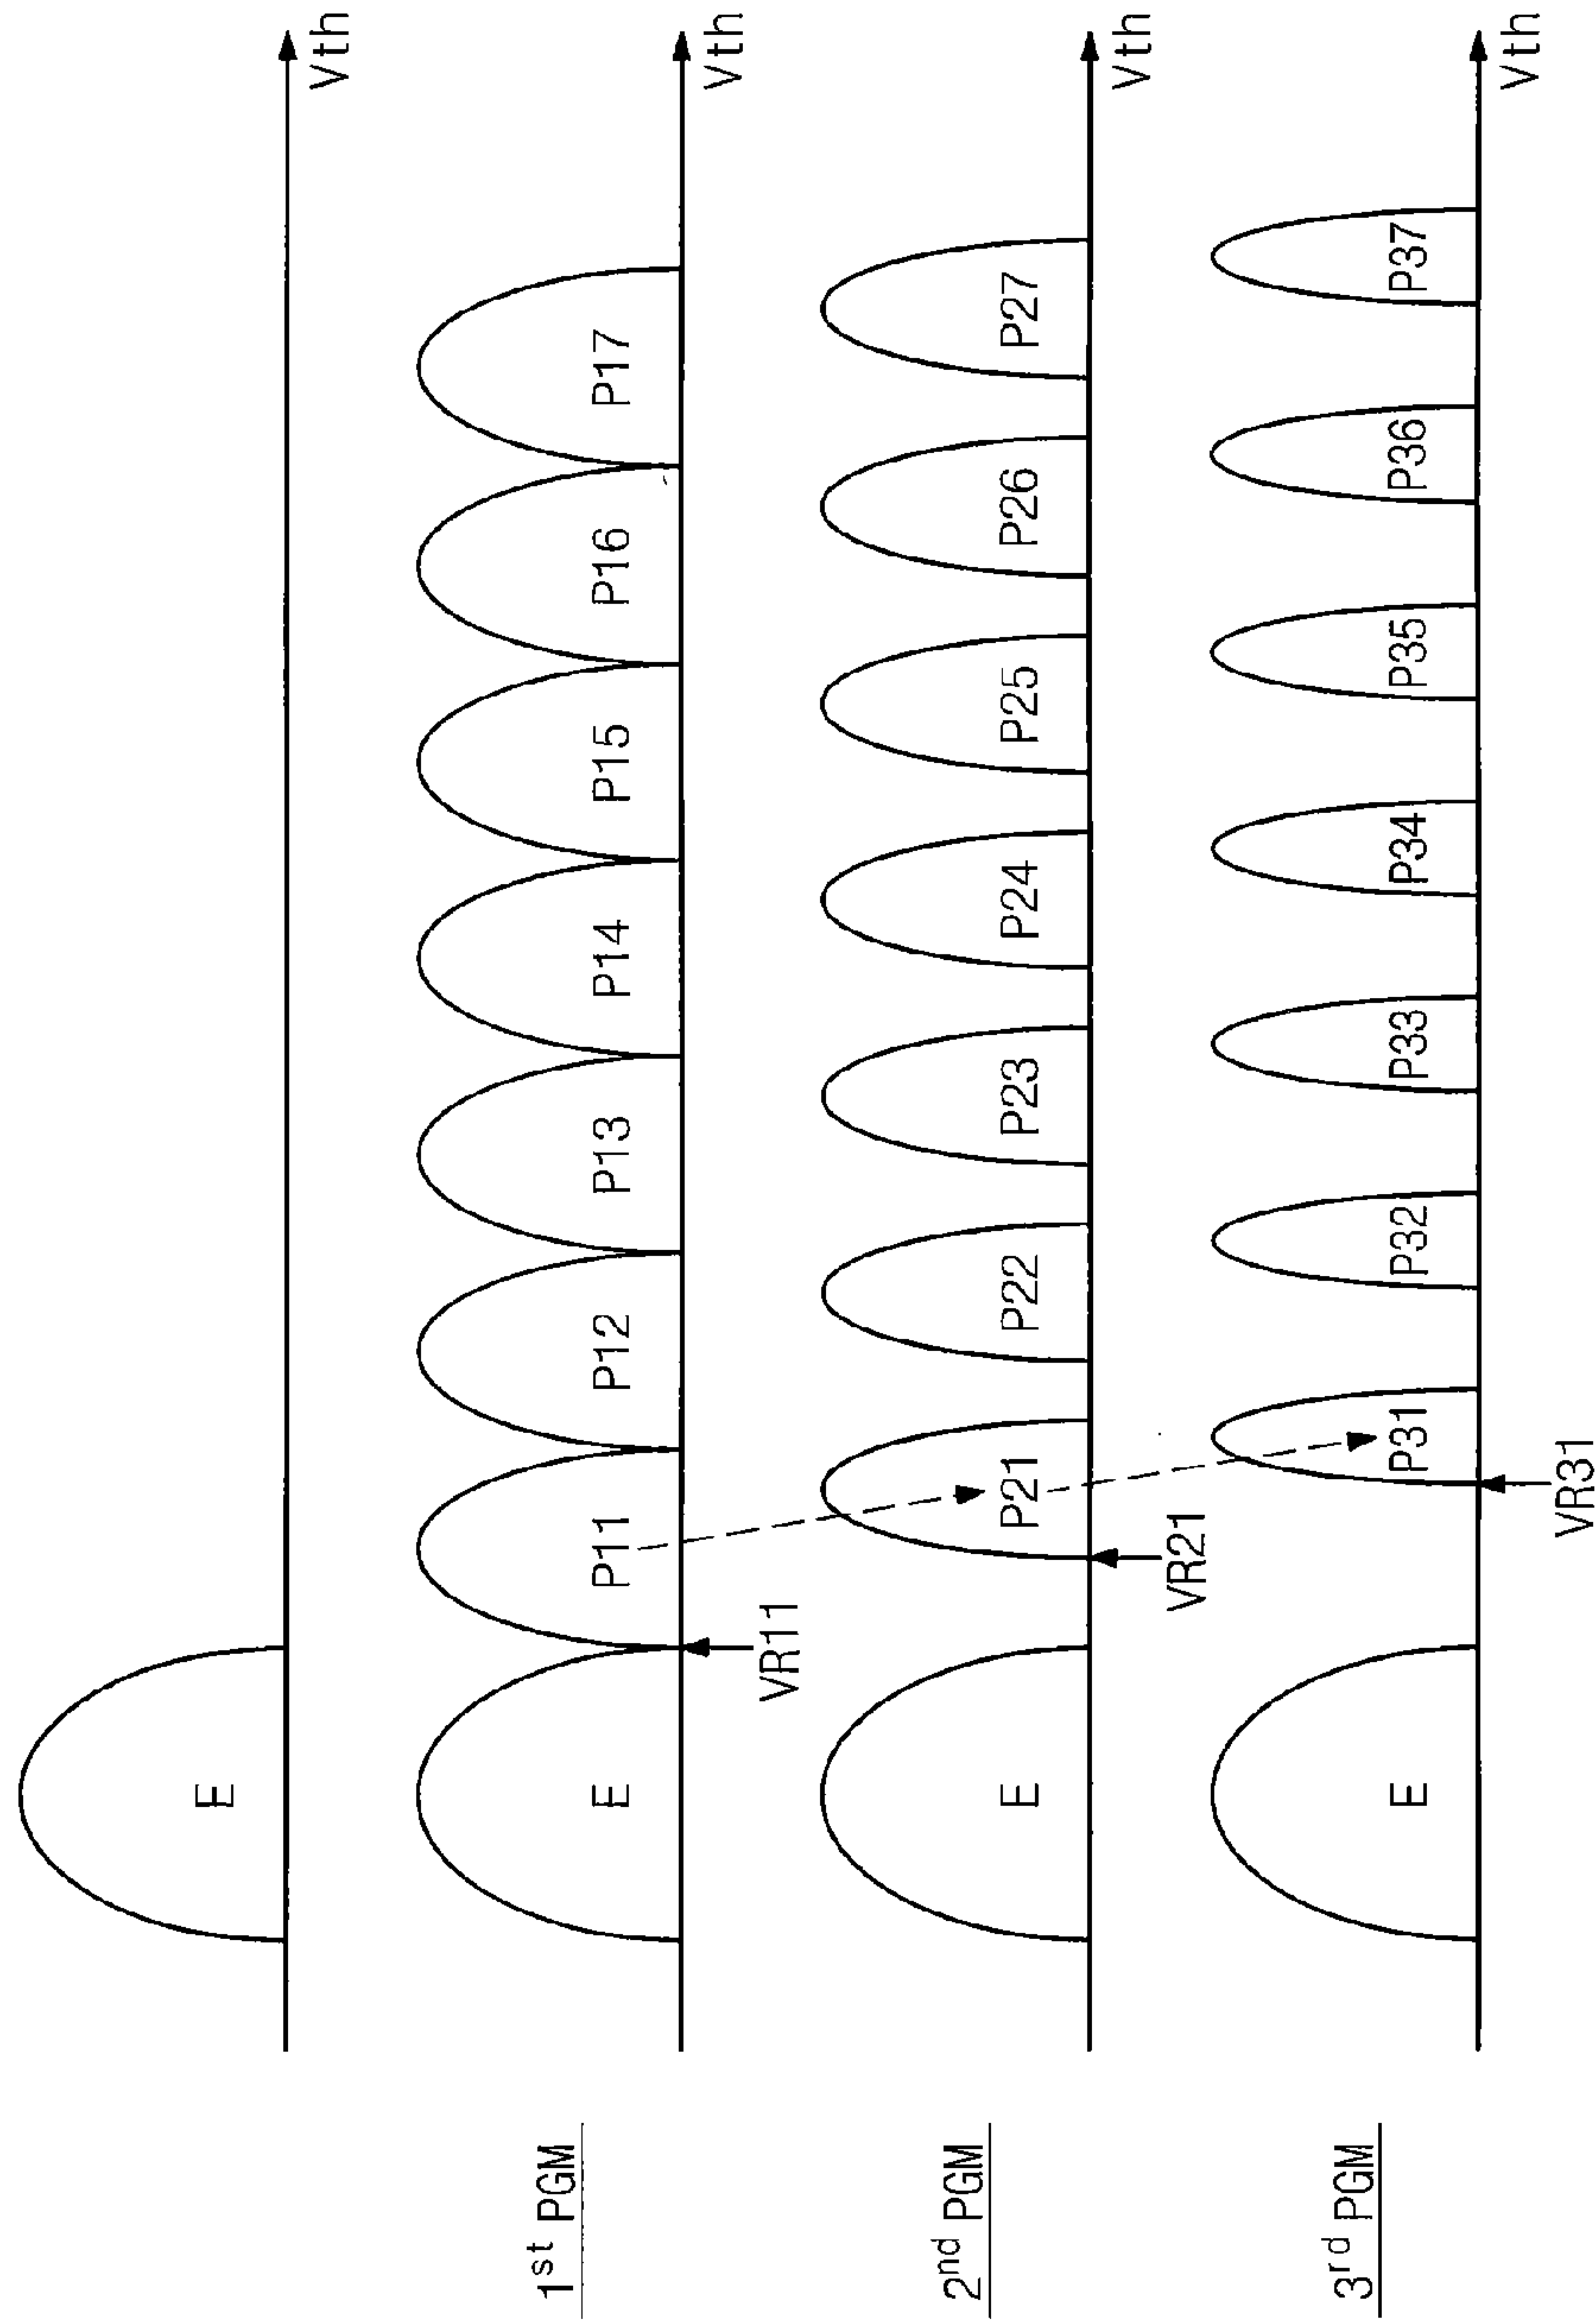 E
Vth
1st PGM
E
P11
P12
P13
P14
P15
P16
P17
Vth
VR11
2nd PGM
E
P21
P22
P23
P24
P25
P26
P27
Vth
VR21
3rd PGM
E
P31
P32
P33
P34
P35
P36
P37
Vth
VR31